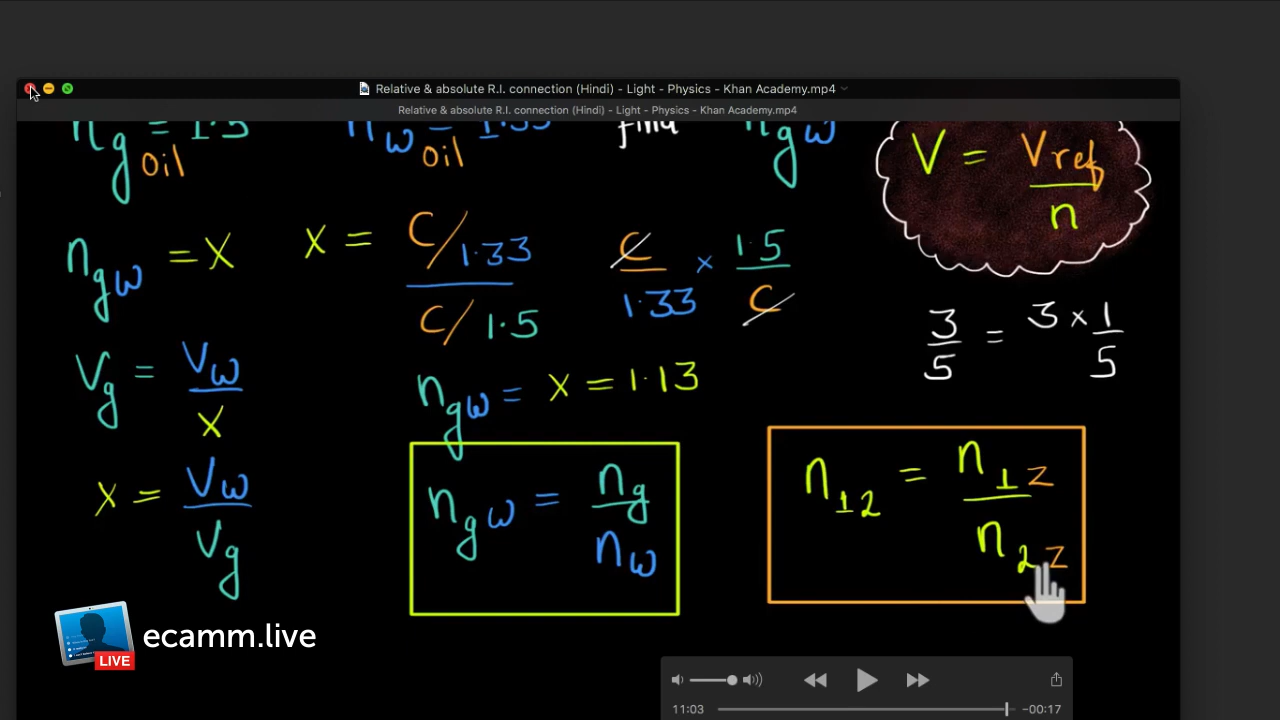 Relative & absolute R.I. connection (Hindi) - Light - Physics - Khan Academy.mp4
Relative & absolute R.I. connection (Hindi) - Light - Physics - Khan Academy.mp4
n_g oil = 1.5 n_w oil = 1.33 find n_gw
V = V_ref / n
n_gw = x x = (C/1.33) / (C/1.5) C/1.33 × 1.5/C
3/5 = 3 × 1/5
V_g = V_w / x n_gw = x = 1.13
x = V_w / V_g n_gw = n_g / n_w n_12 = n_1z / n_2z
LIVE ecamm.live
11:03 -00:17